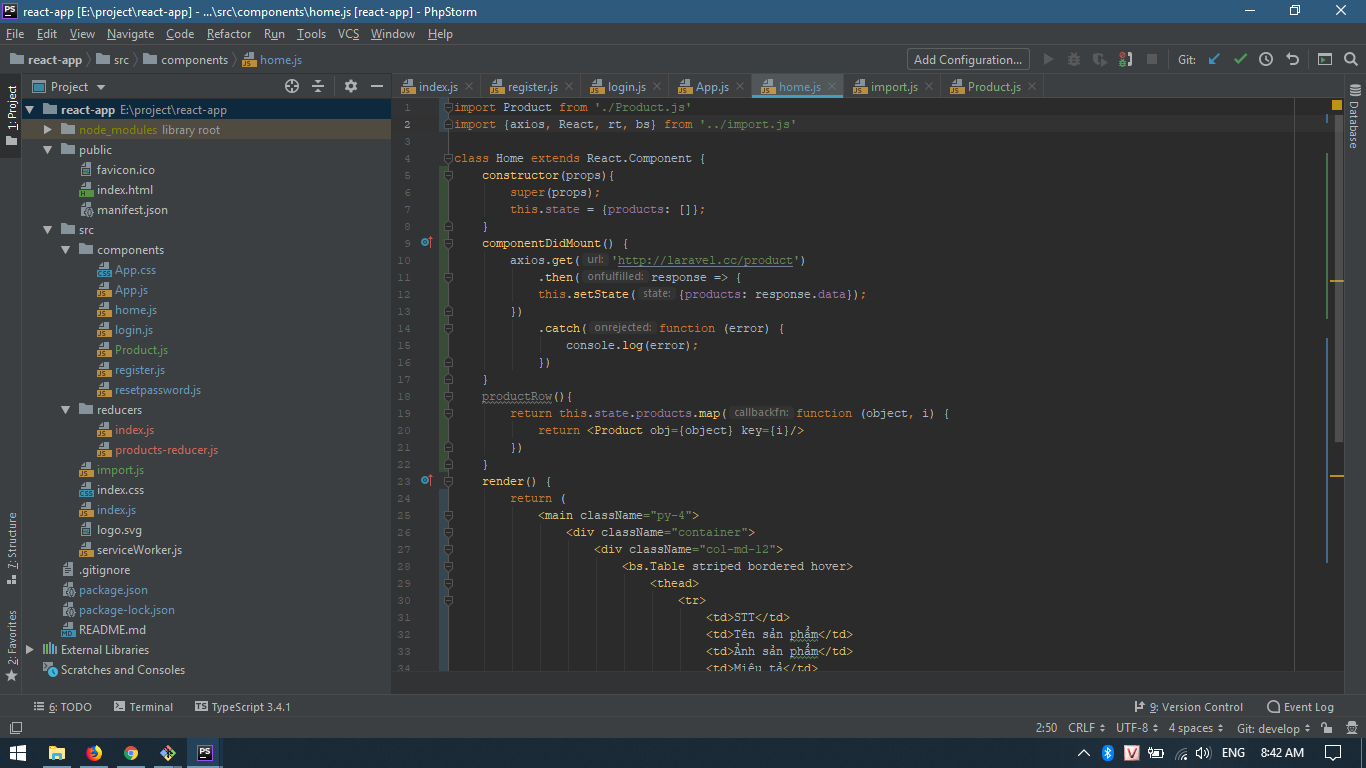 react-app [E:\project\react-app] - ...\src\components\home.js [react-app] - PhpStorm
File Edit View Navigate Code Refactor Run Tools VCS Window Help
react-app src components home.js Add Configuration... Git:
Project index.js register.js login.js App.js home.js import.js Product.js
1: Project
7: Structure
2: Favorites
Database
react-app E:\project\react-app
node_modules library root
public
favicon.ico
index.html
manifest.json
src
components
App.css
App.js
home.js
login.js
Product.js
register.js
resetpassword.js
reducers
index.js
products-reducer.js
import.js
index.css
index.js
logo.svg
serviceWorker.js
.gitignore
package.json
package-lock.json
README.md
External Libraries
Scratches and Consoles
1 import Product from './Product.js'
2 import {axios, React, rt, bs} from '../import.js'
3
4 class Home extends React.Component {
5 constructor(props){
6 super(props);
7 this.state = {products: []};
8 }
9 componentDidMount() {
10 axios.get( url: 'http://laravel.cc/product')
11 .then( onfulfilled: response => {
12 this.setState( state: {products: response.data});
13 })
14 .catch( onrejected: function (error) {
15 console.log(error);
16 })
17 }
18 productRow(){
19 return this.state.products.map( callbackfn: function (object, i) {
20 return <Product obj={object} key={i}/>
21 })
22 }
23 render() {
24 return (
25 <main className="py-4">
26 <div className="container">
27 <div className="col-md-12">
28 <bs.Table striped bordered hover>
29 <thead>
30 <tr>
31 <td>STT</td>
32 <td>Tên sản phẩm</td>
33 <td>Ảnh sản phẩm</td>
34 <td>Miêu tả</td>
6: TODO Terminal TypeScript 3.4.1 9: Version Control Event Log
2:50 CRLF UTF-8 4 spaces Git: develop
ENG 8:42 AM